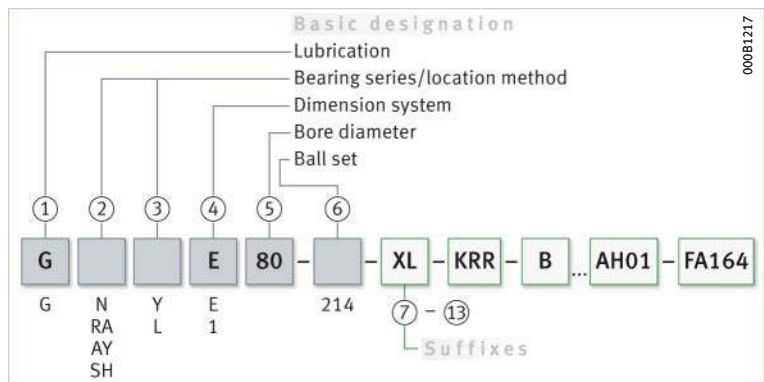 Basic designation
Lubrication
Bearing series/location method
Dimension system
Bore diameter
Ball set
000B1217
① ② ③ ④ ⑤ ⑥
G E 80 – – XL – KRR – B ... AH01 – FA164
G N Y E 214 ⑦ – ⑬
RA L 1
AY
SH
Suffixes